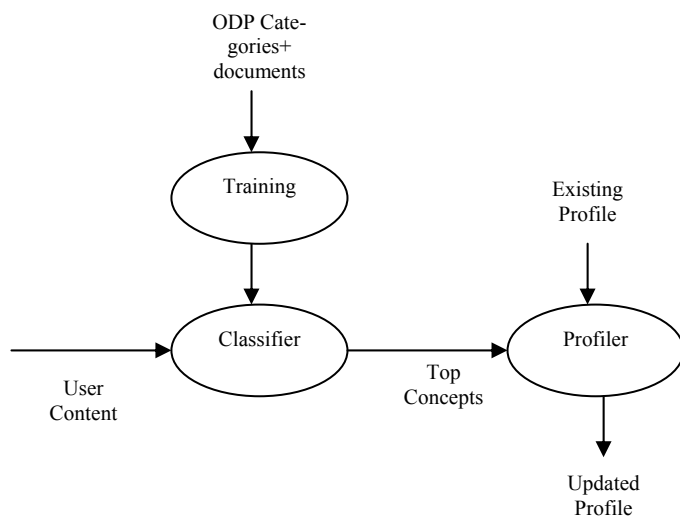 ODP Cate-
gories+
documents
Training
Existing
Profile
Classifier
Profiler
User
Content
Top
Concepts
Updated
Profile